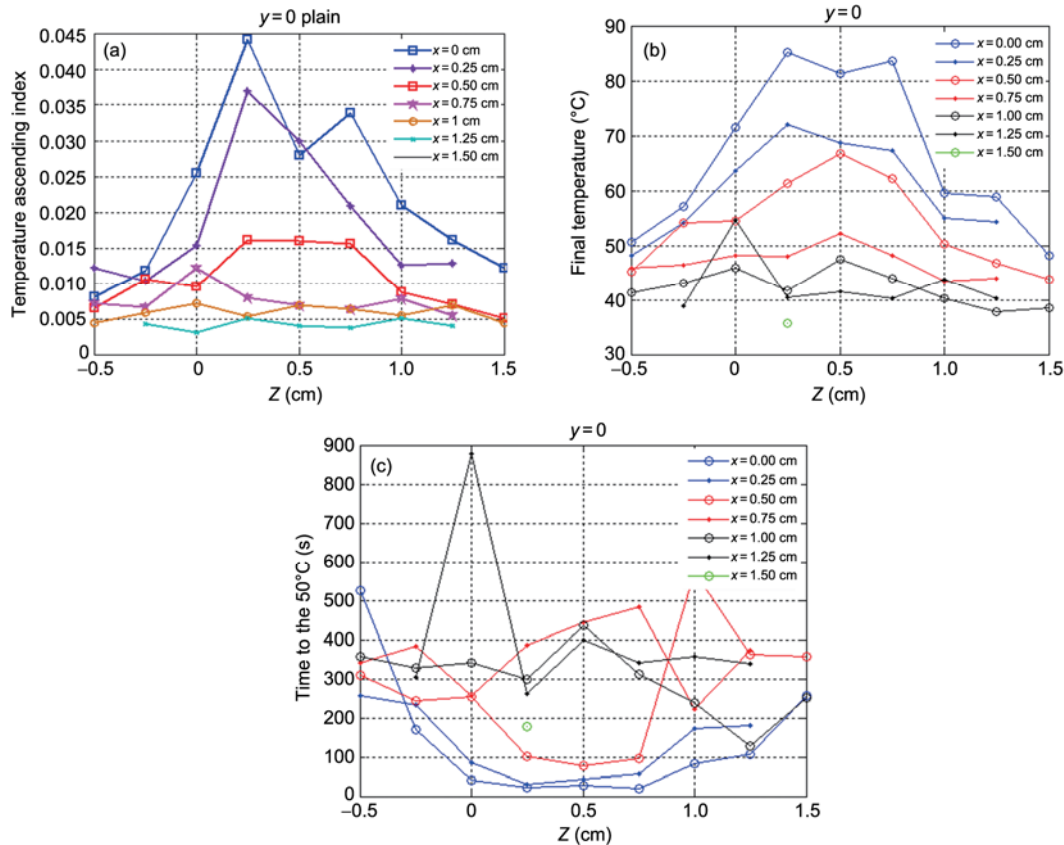 y = 0 plain
(a)
Temperature ascending index
0.045
0.04
0.035
0.03
0.025
0.02
0.015
0.01
0.005
0
–0.5
0
0.5
1.0
1.5
Z (cm)
x = 0 cm
x = 0.25 cm
x = 0.50 cm
x = 0.75 cm
x = 1 cm
x = 1.25 cm
x = 1.50 cm
y = 0
(b)
Final temperature (°C)
90
80
70
60
50
40
30
–0.5
0
0.5
1.0
1.5
Z (cm)
x = 0.00 cm
x = 0.25 cm
x = 0.50 cm
x = 0.75 cm
x = 1.00 cm
x = 1.25 cm
x = 1.50 cm
y = 0
(c)
Time to the 50°C (s)
900
800
700
600
500
400
300
200
100
0
–0.5
0
0.5
1.0
1.5
Z (cm)
x = 0.00 cm
x = 0.25 cm
x = 0.50 cm
x = 0.75 cm
x = 1.00 cm
x = 1.25 cm
x = 1.50 cm